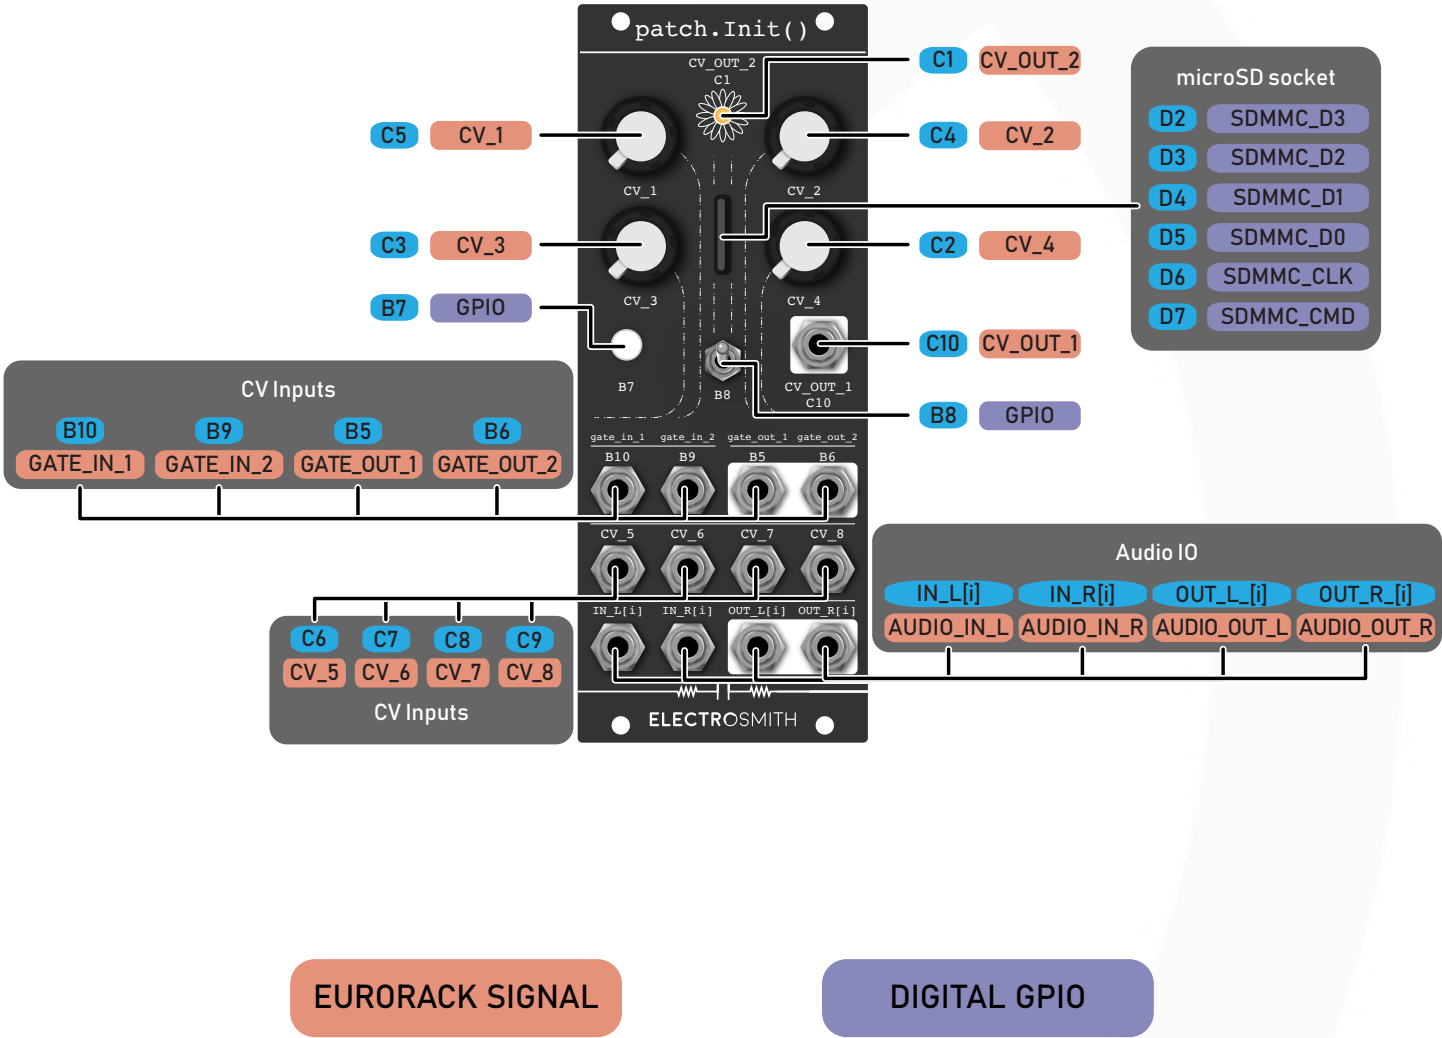 patch.Init()
CV_OUT_2
C1
C1 CV_OUT_2
C5 CV_1
C4 CV_2
CV_1
CV_2
C3 CV_3
C2 CV_4
CV_3
CV_4
B7 GPIO
C10 CV_OUT_1
B7
B8
CV_OUT_1
C10
B8 GPIO
microSD socket
D2 SDMMC_D3
D3 SDMMC_D2
D4 SDMMC_D1
D5 SDMMC_D0
D6 SDMMC_CLK
D7 SDMMC_CMD
CV Inputs
B10 B9 B5 B6
GATE_IN_1 GATE_IN_2 GATE_OUT_1 GATE_OUT_2
gate_in_1 gate_in_2 gate_out_1 gate_out_2
B10 B9 B5 B6
CV_5 CV_6 CV_7 CV_8
IN_L[i] IN_R[i] OUT_L[i] OUT_R[i]
Audio IO
IN_L[i] IN_R[i] OUT_L_[i] OUT_R_[i]
AUDIO_IN_L AUDIO_IN_R AUDIO_OUT_L AUDIO_OUT_R
C6 C7 C8 C9
CV_5 CV_6 CV_7 CV_8
CV Inputs
ELECTROSMITH
EURORACK SIGNAL
DIGITAL GPIO